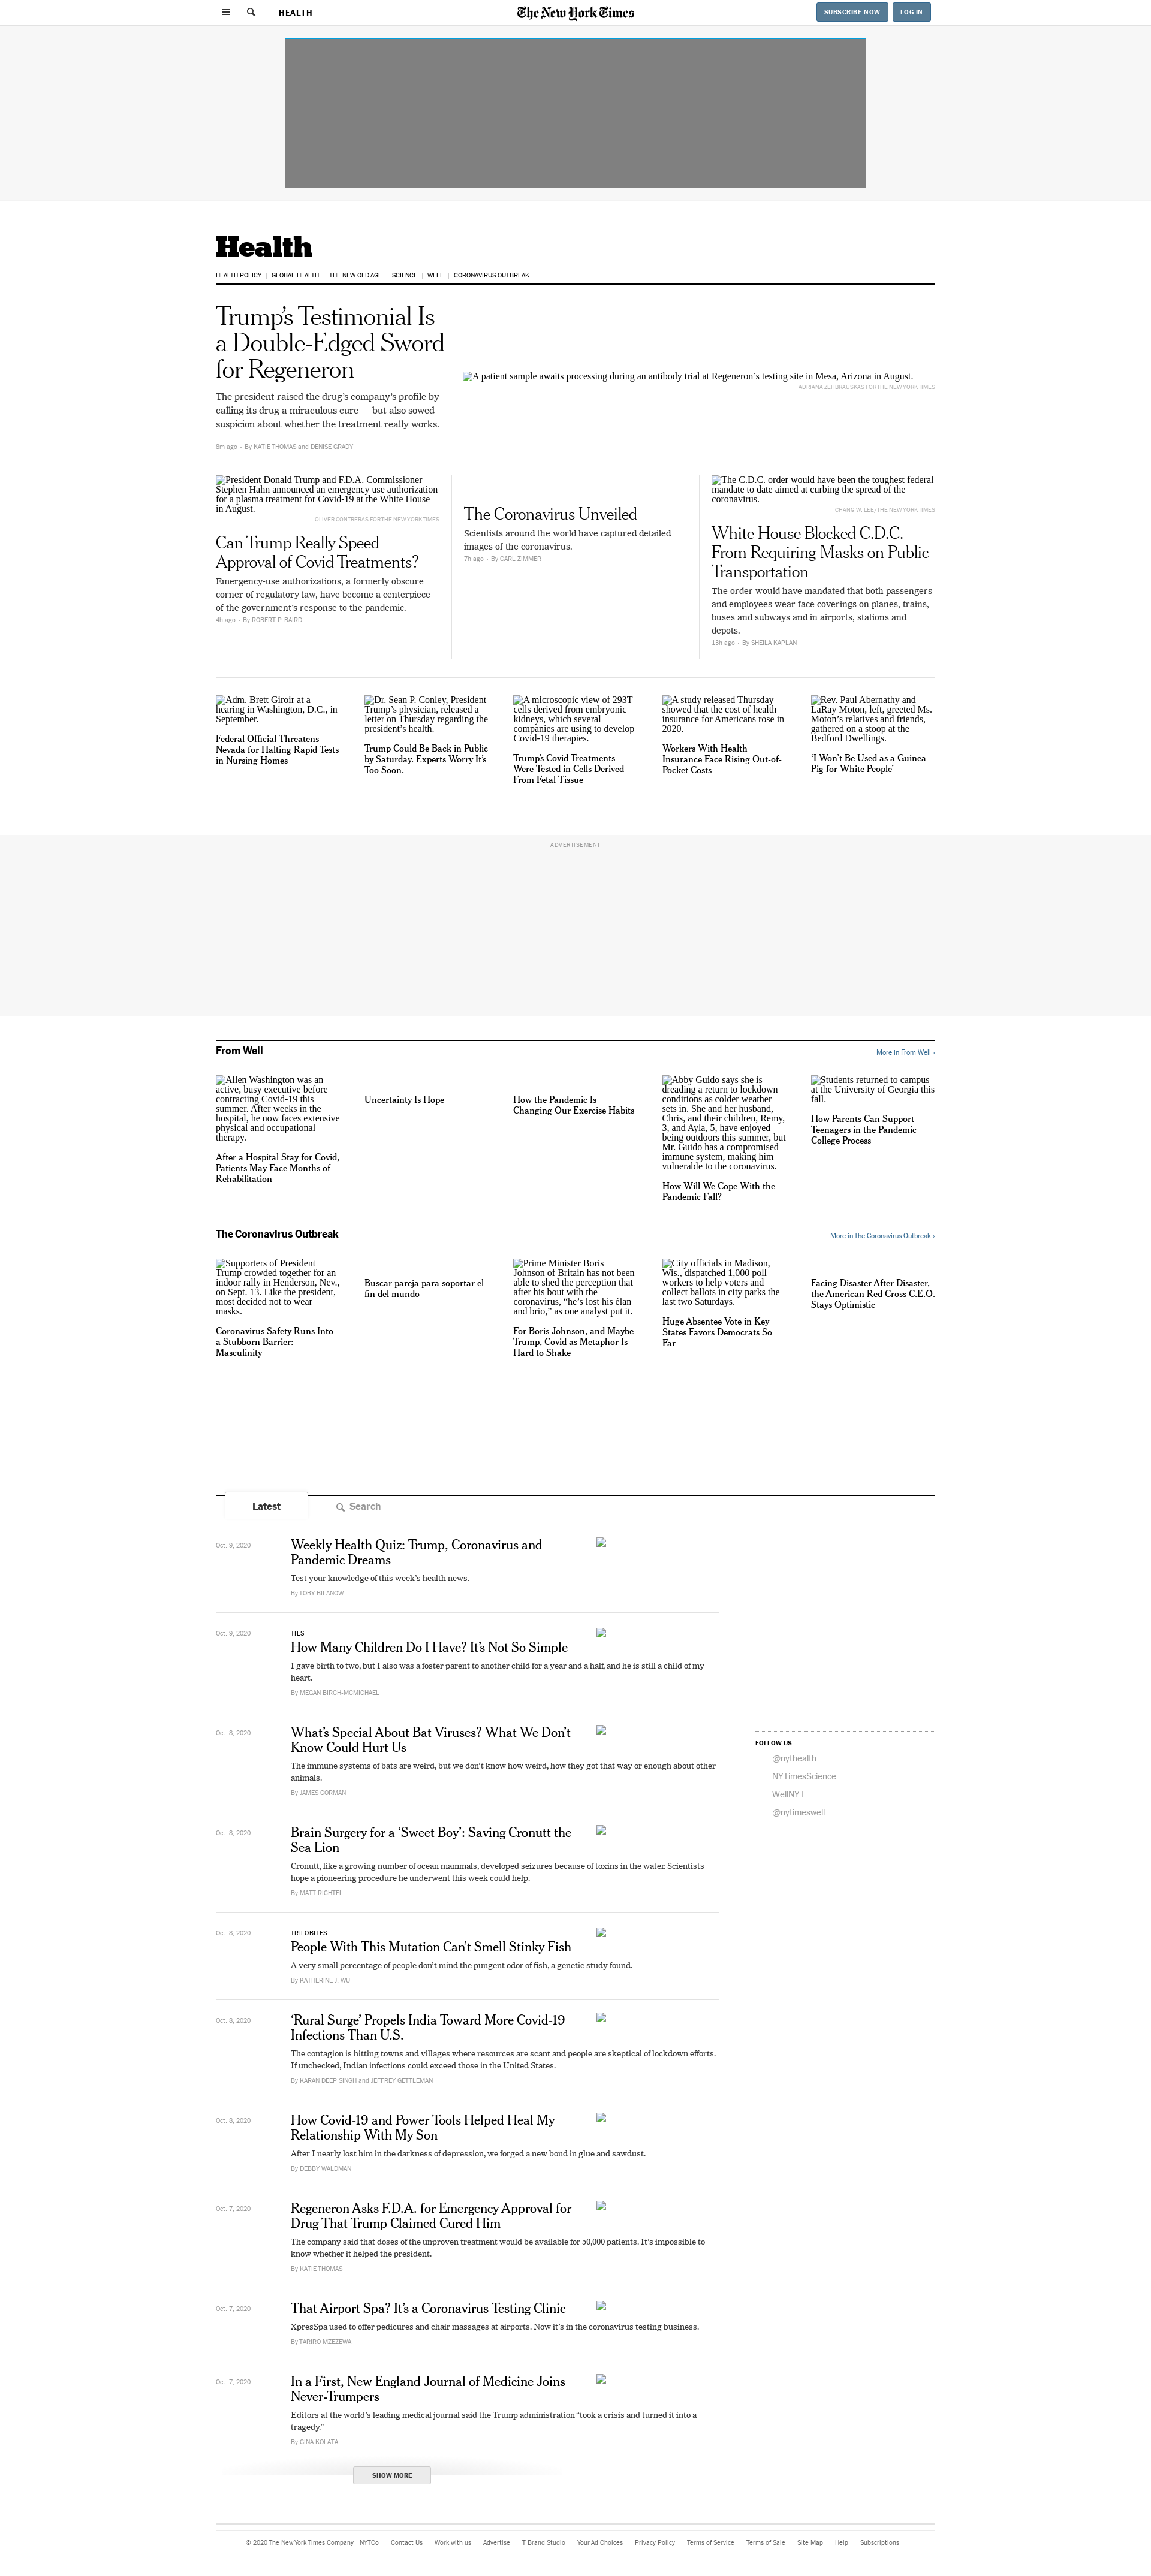 HEALTH
The New York Times
SUBSCRIBE NOW
LOG IN
Health
HEALTH POLICY
GLOBAL HEALTH
THE NEW OLD AGE
SCIENCE
WELL
CORONAVIRUS OUTBREAK
Trump’s Testimonial Is
a Double-Edged Sword
for Regeneron
The president raised the drug’s company’s profile by
calling its drug a miraculous cure — but also sowed
suspicion about whether the treatment really works.
8m ago • By KATIE THOMAS and DENISE GRADY
A patient sample awaits processing during an antibody trial at Regeneron’s testing site in Mesa, Arizona in August.
ADRIANA ZEHBRAUSKAS FOR THE NEW YORK TIMES
President Donald Trump and F.D.A. Commissioner
Stephen Hahn announced an emergency use authorization
for a plasma treatment for Covid-19 at the White House
in August.
OLIVER CONTRERAS FOR THE NEW YORK TIMES
Can Trump Really Speed
Approval of Covid Treatments?
Emergency-use authorizations, a formerly obscure
corner of regulatory law, have become a centerpiece
of the government’s response to the pandemic.
4h ago • By ROBERT P. BAIRD
The Coronavirus Unveiled
Scientists around the world have captured detailed
images of the coronavirus.
7h ago • By CARL ZIMMER
The C.D.C. order would have been the toughest federal
mandate to date aimed at curbing the spread of the
coronavirus.
CHANG W. LEE/THE NEW YORK TIMES
White House Blocked C.D.C.
From Requiring Masks on Public
Transportation
The order would have mandated that both passengers
and employees wear face coverings on planes, trains,
buses and subways and in airports, stations and
depots.
13h ago • By SHEILA KAPLAN
Adm. Brett Giroir at a
hearing in Washington, D.C., in
September.
Federal Official Threatens
Nevada for Halting Rapid Tests
in Nursing Homes
Dr. Sean P. Conley, President
Trump’s physician, released a
letter on Thursday regarding the
president’s health.
Trump Could Be Back in Public
by Saturday. Experts Worry It’s
Too Soon.
A microscopic view of 293T
cells derived from embryonic
kidneys, which several
companies are using to develop
Covid-19 therapies.
Trump’s Covid Treatments
Were Tested in Cells Derived
From Fetal Tissue
A study released Thursday
showed that the cost of health
insurance for Americans rose in
2020.
Workers With Health
Insurance Face Rising Out-of-
Pocket Costs
Rev. Paul Abernathy and
LaRay Moton, left, greeted Ms.
Moton’s relatives and friends,
gathered on a stoop at the
Bedford Dwellings.
‘I Won’t Be Used as a Guinea
Pig for White People’
ADVERTISEMENT
From Well
More in From Well ›
Allen Washington was an
active, busy executive before
contracting Covid-19 this
summer. After weeks in the
hospital, he now faces extensive
physical and occupational
therapy.
After a Hospital Stay for Covid,
Patients May Face Months of
Rehabilitation
Uncertainty Is Hope
How the Pandemic Is
Changing Our Exercise Habits
Abby Guido says she is
dreading a return to lockdown
conditions as colder weather
sets in. She and her husband,
Chris, and their children, Remy,
3, and Ayla, 5, have enjoyed
being outdoors this summer, but
Mr. Guido has a compromised
immune system, making him
vulnerable to the coronavirus.
How Will We Cope With the
Pandemic Fall?
Students returned to campus
at the University of Georgia this
fall.
How Parents Can Support
Teenagers in the Pandemic
College Process
The Coronavirus Outbreak
More in The Coronavirus Outbreak ›
Supporters of President
Trump crowded together for an
indoor rally in Henderson, Nev.,
on Sept. 13. Like the president,
most decided not to wear
masks.
Coronavirus Safety Runs Into
a Stubborn Barrier:
Masculinity
Buscar pareja para soportar el
fin del mundo
Prime Minister Boris
Johnson of Britain has not been
able to shed the perception that
after his bout with the
coronavirus, “he’s lost his élan
and brio,” as one analyst put it.
For Boris Johnson, and Maybe
Trump, Covid as Metaphor Is
Hard to Shake
City officials in Madison,
Wis., dispatched 1,000 poll
workers to help voters and
collect ballots in city parks the
last two Saturdays.
Huge Absentee Vote in Key
States Favors Democrats So
Far
Facing Disaster After Disaster,
the American Red Cross C.E.O.
Stays Optimistic
Latest
Search
Oct. 9, 2020
Weekly Health Quiz: Trump, Coronavirus and
Pandemic Dreams
Test your knowledge of this week’s health news.
By TOBY BILANOW
Oct. 9, 2020
TIES
How Many Children Do I Have? It’s Not So Simple
I gave birth to two, but I also was a foster parent to another child for a year and a half, and he is still a child of my
heart.
By MEGAN BIRCH-MCMICHAEL
Oct. 8, 2020
What’s Special About Bat Viruses? What We Don’t
Know Could Hurt Us
The immune systems of bats are weird, but we don’t know how weird, how they got that way or enough about other
animals.
By JAMES GORMAN
FOLLOW US
@nythealth
NYTimesScience
WellNYT
@nytimeswell
Oct. 8, 2020
Brain Surgery for a ‘Sweet Boy’: Saving Cronutt the
Sea Lion
Cronutt, like a growing number of ocean mammals, developed seizures because of toxins in the water. Scientists
hope a pioneering procedure he underwent this week could help.
By MATT RICHTEL
Oct. 8, 2020
TRILOBITES
People With This Mutation Can’t Smell Stinky Fish
A very small percentage of people don’t mind the pungent odor of fish, a genetic study found.
By KATHERINE J. WU
Oct. 8, 2020
‘Rural Surge’ Propels India Toward More Covid-19
Infections Than U.S.
The contagion is hitting towns and villages where resources are scant and people are skeptical of lockdown efforts.
If unchecked, Indian infections could exceed those in the United States.
By KARAN DEEP SINGH and JEFFREY GETTLEMAN
Oct. 8, 2020
How Covid-19 and Power Tools Helped Heal My
Relationship With My Son
After I nearly lost him in the darkness of depression, we forged a new bond in glue and sawdust.
By DEBBY WALDMAN
Oct. 7, 2020
Regeneron Asks F.D.A. for Emergency Approval for
Drug That Trump Claimed Cured Him
The company said that doses of the unproven treatment would be available for 50,000 patients. It’s impossible to
know whether it helped the president.
By KATIE THOMAS
Oct. 7, 2020
That Airport Spa? It’s a Coronavirus Testing Clinic
XpresSpa used to offer pedicures and chair massages at airports. Now it’s in the coronavirus testing business.
By TARIRO MZEZEWA
Oct. 7, 2020
In a First, New England Journal of Medicine Joins
Never-Trumpers
Editors at the world’s leading medical journal said the Trump administration “took a crisis and turned it into a
tragedy.”
By GINA KOLATA
SHOW MORE
© 2020 The New York Times Company NYTCo Contact Us Work with us Advertise T Brand Studio Your Ad Choices Privacy Policy Terms of Service Terms of Sale Site Map Help Subscriptions